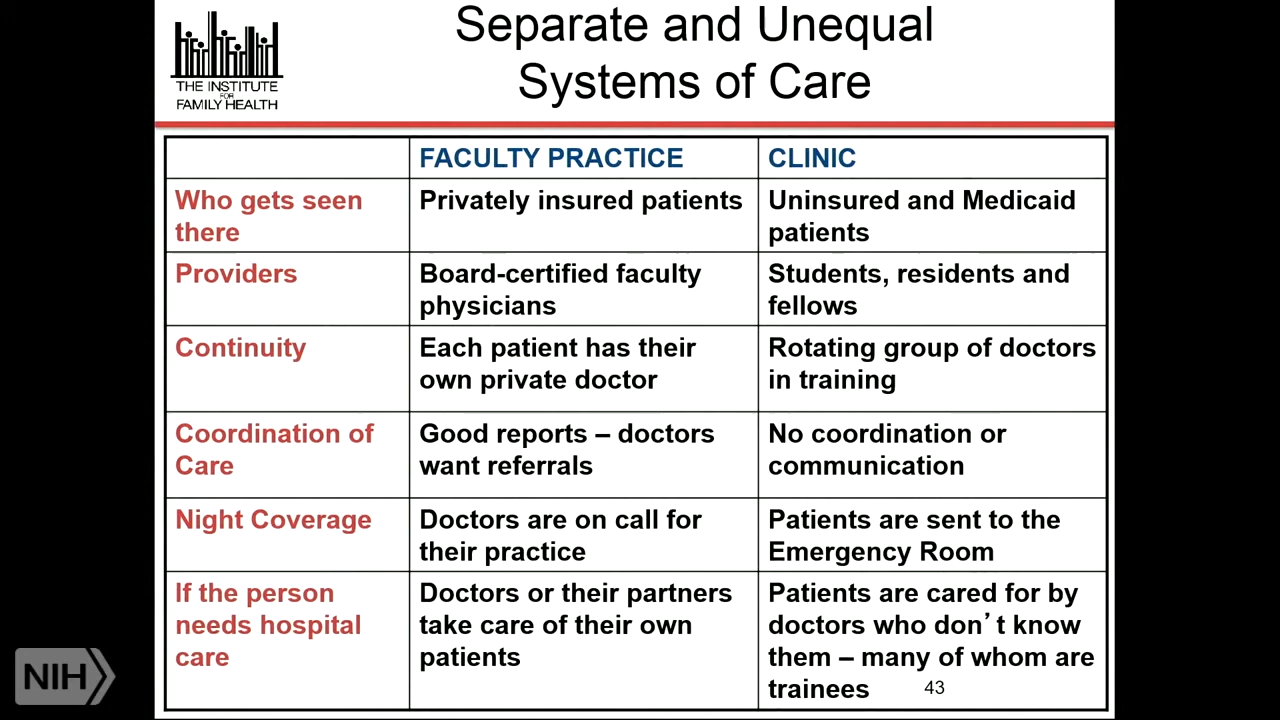 THE INSTITUTE
FOR
FAMILY HEALTH
Separate and Unequal
Systems of Care
FACULTY PRACTICE
CLINIC
Who gets seen
there
Privately insured patients
Uninsured and Medicaid
patients
Providers
Board-certified faculty
physicians
Students, residents and
fellows
Continuity
Each patient has their
own private doctor
Rotating group of doctors
in training
Coordination of
Care
Good reports – doctors
want referrals
No coordination or
communication
Night Coverage
Doctors are on call for
their practice
Patients are sent to the
Emergency Room
If the person
needs hospital
care
Doctors or their partners
take care of their own
patients
Patients are cared for by
doctors who don’t know
them – many of whom are
trainees
43
NIH